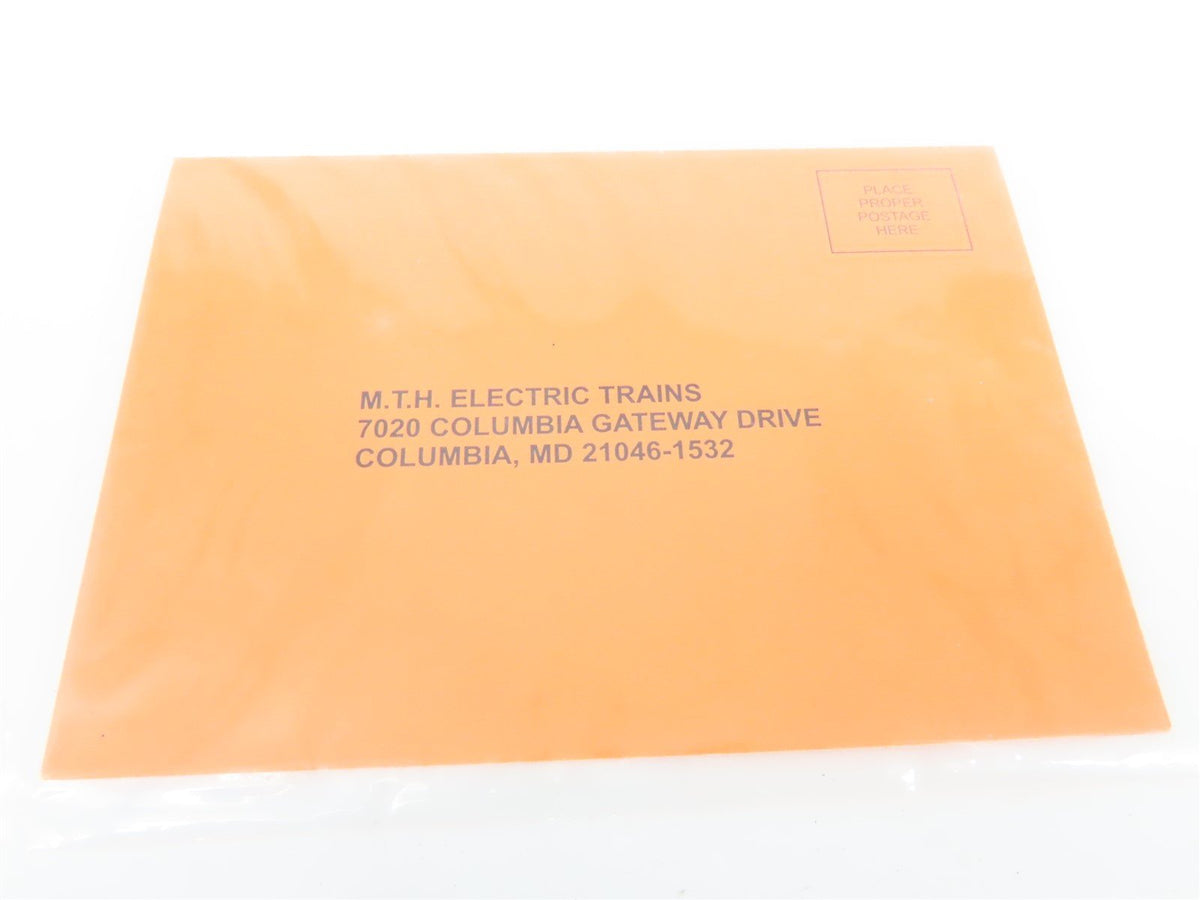 PLACE
PROPER
POSTAGE
HERE
M.T.H. ELECTRIC TRAINS
7020 COLUMBIA GATEWAY DRIVE
COLUMBIA, MD 21046-1532